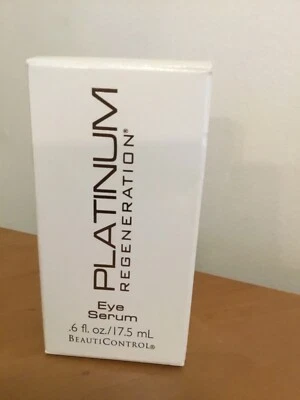 PLATINUM
REGENERATION®
Eye
Serum
.6 fl. oz./17.5 mL
BEAUTICONTROL®